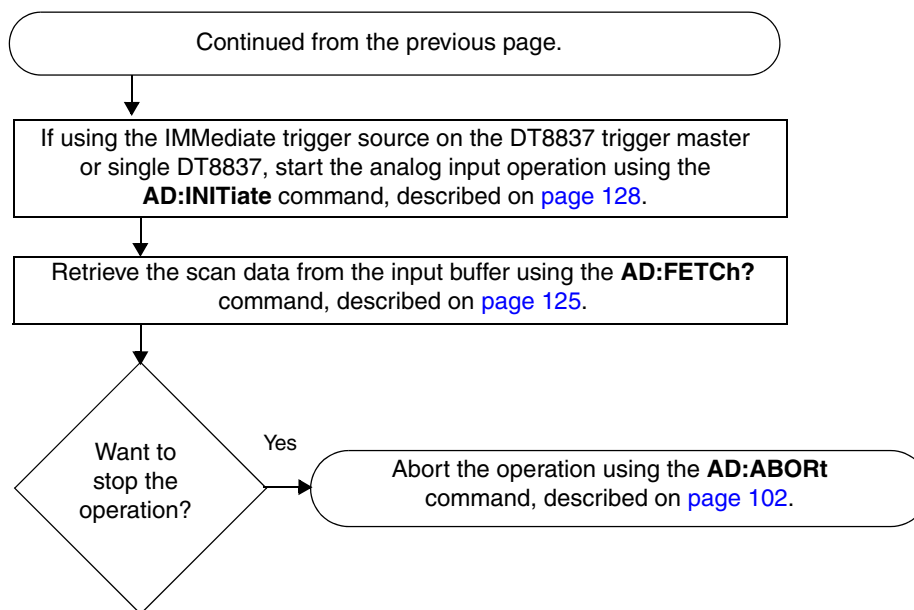 Continued from the previous page.
If using the IMMediate trigger source on the DT8837 trigger master
or single DT8837, start the analog input operation using the
AD:INITiate command, described on page 128.
Retrieve the scan data from the input buffer using the AD:FETCh?
command, described on page 125.
Want to
stop the
operation?
Yes
Abort the operation using the AD:ABORt
command, described on page 102.